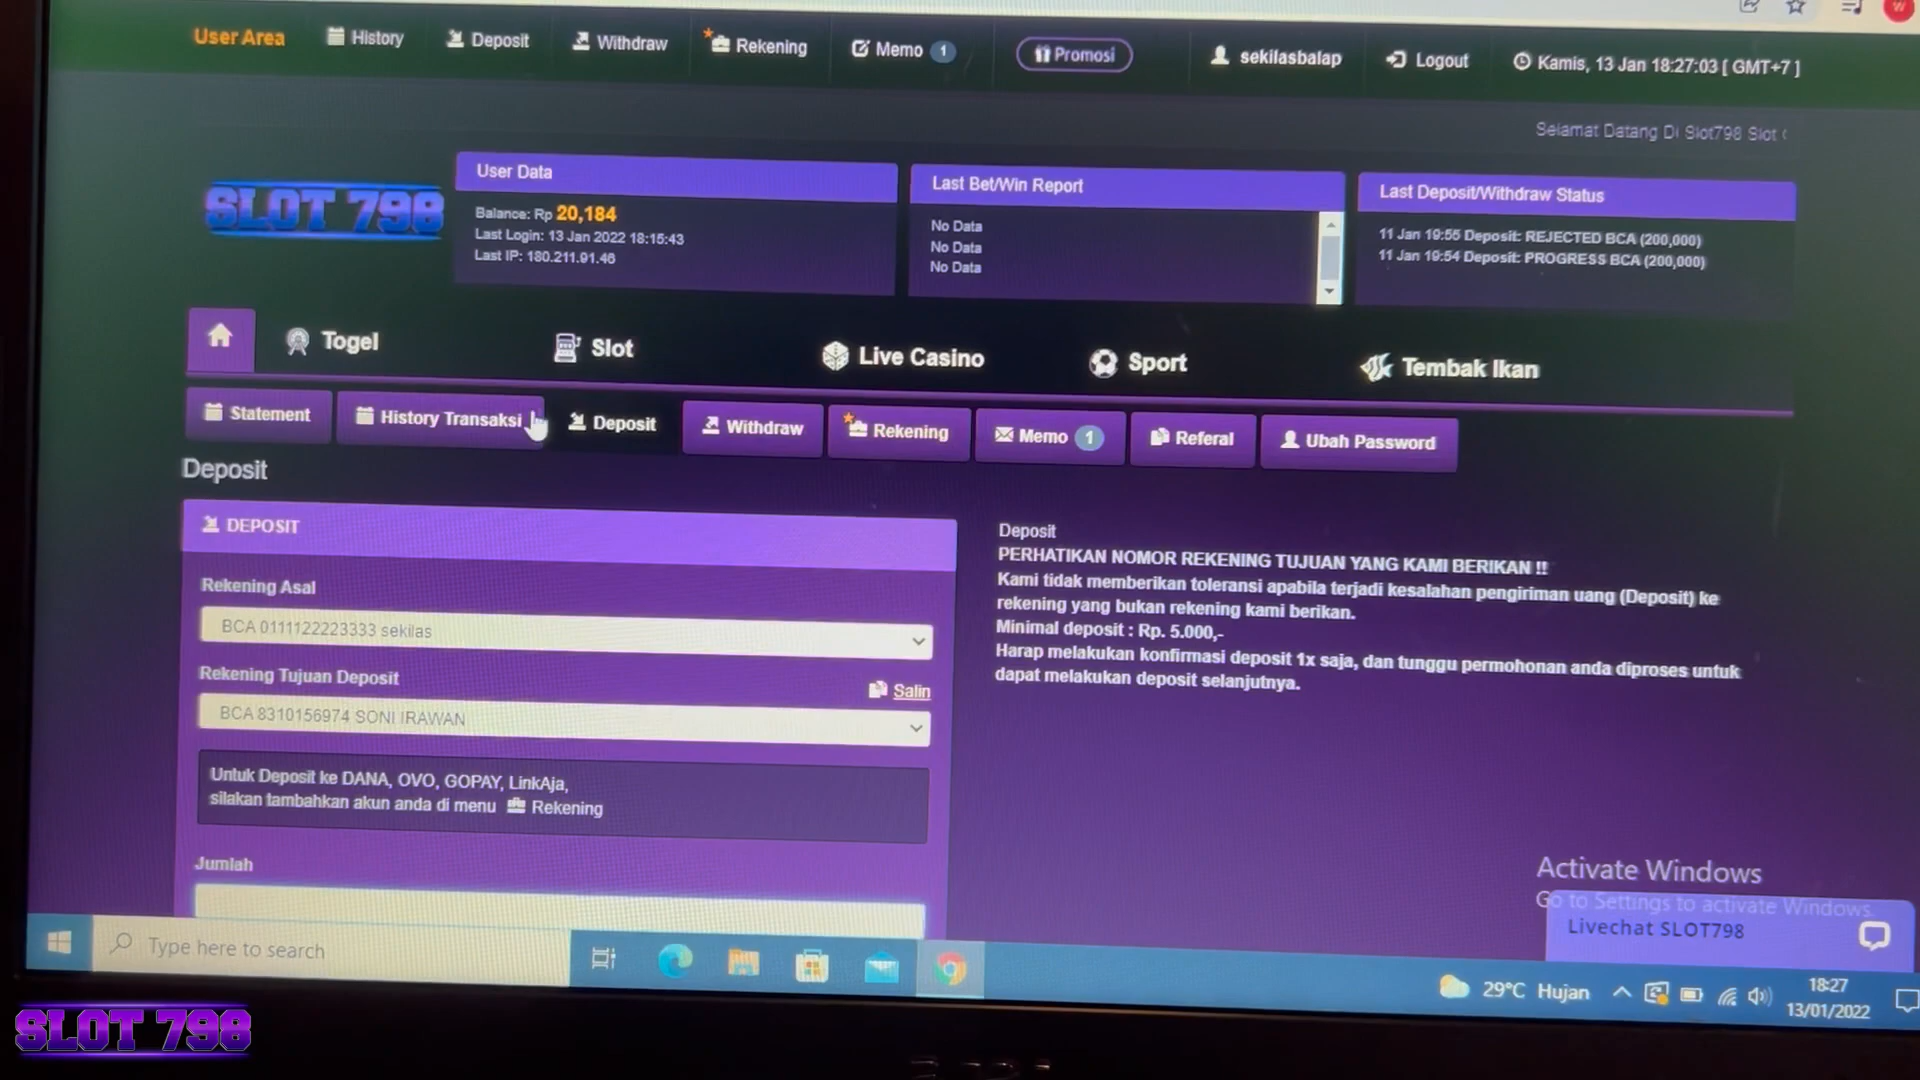 User Area
History
Deposit
Withdraw
Rekening
Memo 1
Promosi
sekilasbalap
Logout
Kamis, 13 Jan 18:27:03 [ GMT+7 ]
Selamat Datang Di Slot798 Slot
SLOT 798
User Data
Balance: Rp 20,184
Last Login: 13 Jan 2022 18:15:43
Last IP: 180.211.91.46
Last Bet/Win Report
No Data
No Data
No Data
Last Deposit/Withdraw Status
11 Jan 19:55 Deposit: REJECTED BCA (200,000)
11 Jan 19:54 Deposit: PROGRESS BCA (200,000)
Togel
Slot
Live Casino
Sport
Tembak Ikan
Statement
History Transaksi
Deposit
Withdraw
Rekening
Memo 1
Referal
Ubah Password
Deposit
DEPOSIT
Rekening Asal
BCA 0111122223333 sekilas
Rekening Tujuan Deposit
Salin
BCA 8310156974 SONI IRAWAN
Untuk Deposit ke DANA, OVO, GOPAY, LinkAja,
silakan tambahkan akun anda di menu Rekening
Jumlah
Deposit
PERHATIKAN NOMOR REKENING TUJUAN YANG KAMI BERIKAN !!
Kami tidak memberikan toleransi apabila terjadi kesalahan pengiriman uang (Deposit) ke
rekening yang bukan rekening kami berikan.
Minimal deposit : Rp. 5.000,-
Harap melakukan konfirmasi deposit 1x saja, dan tunggu permohonan anda diproses untuk
dapat melakukan deposit selanjutnya.
Activate Windows
Go to Settings to activate Windows.
Livechat SLOT798
Type here to search
29°C Hujan
18:27
13/01/2022
SLOT 798